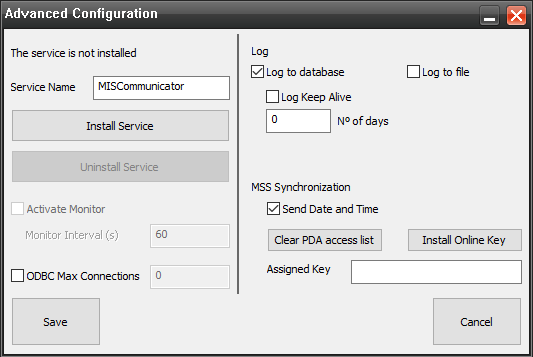 Advanced Configuration
The service is not installed
Service Name
MISCommunicator
Install Service
Uninstall Service
Activate Monitor
Monitor Interval (s)
60
ODBC Max Connections
0
Save
Log
Log to database
Log to file
Log Keep Alive
0
Nº of days
MSS Synchronization
Send Date and Time
Clear PDA access list
Install Online Key
Assigned Key
Cancel